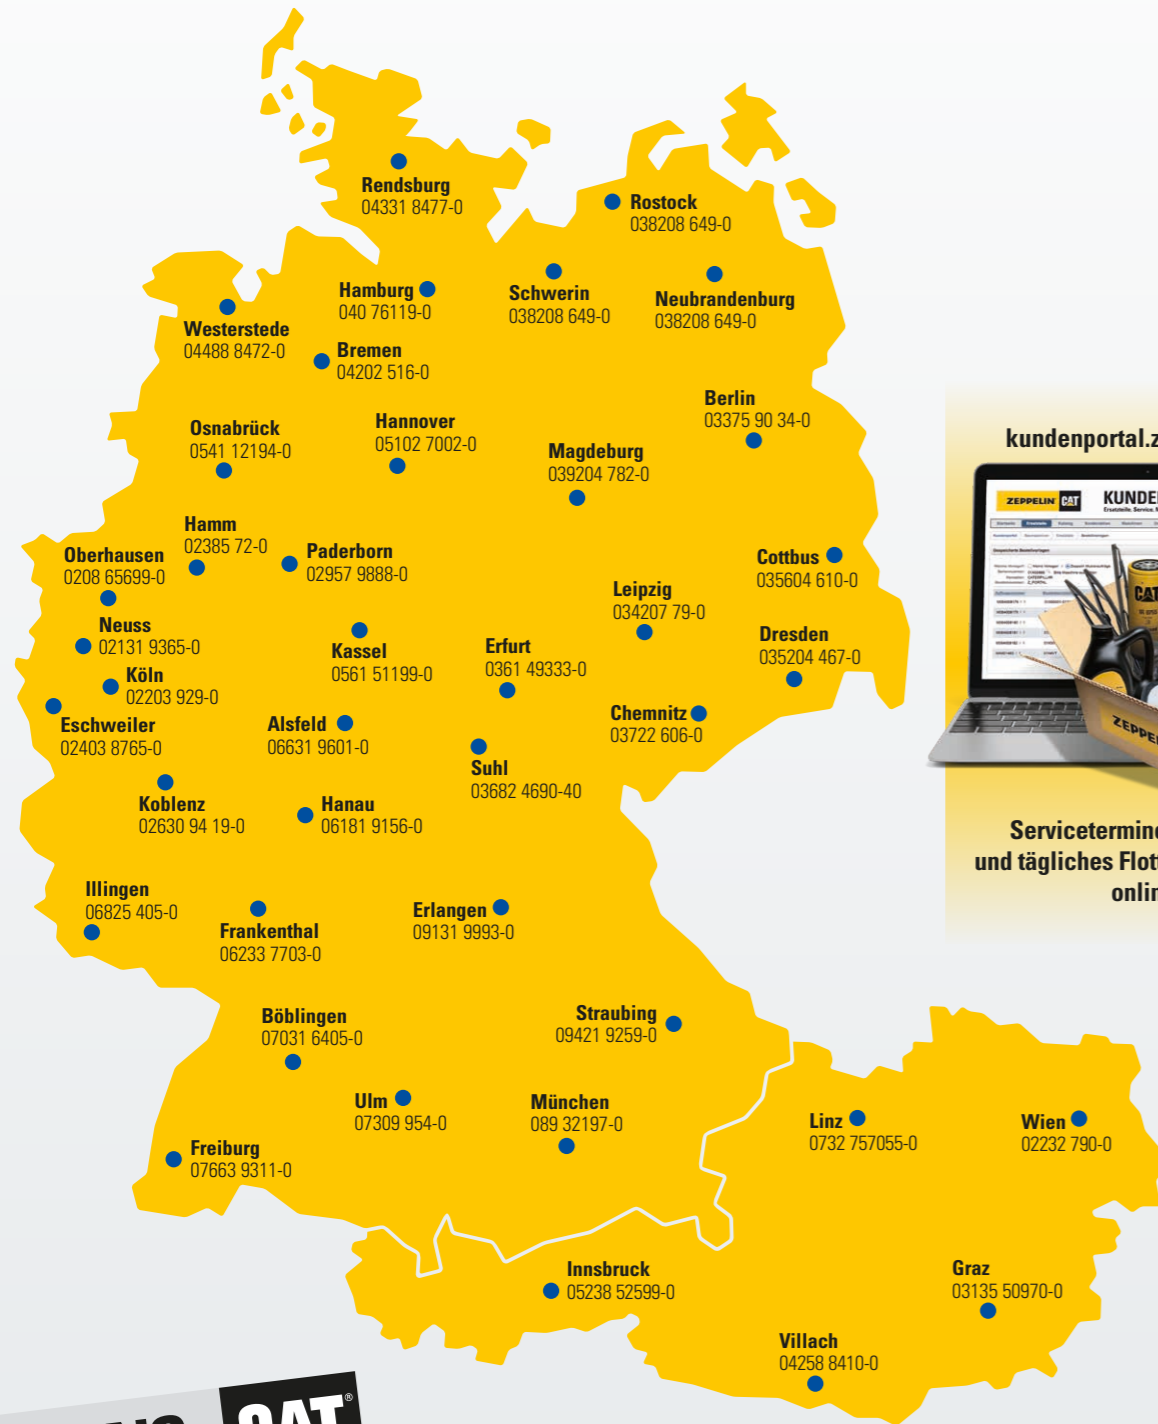 Rendsburg
04331 8477-0
Rostock
038208 649-0
Hamburg
040 76119-0
Schwerin
038208 649-0
Neubrandenburg
038208 649-0
Westerstede
04488 8472-0
Bremen
04202 516-0
Berlin
03375 90 34-0
Osnabrück
0541 12194-0
Hannover
05102 7002-0
Magdeburg
039204 782-0
Hamm
02385 72-0
Oberhausen
0208 65699-0
Paderborn
02957 9888-0
Cottbus
035604 610-0
Leipzig
034207 79-0
Neuss
02131 9365-0
Kassel
0561 51199-0
Erfurt
0361 49333-0
Dresden
035204 467-0
Köln
02203 929-0
Eschweiler
02403 8765-0
Alsfeld
06631 9601-0
Chemnitz
03722 606-0
Suhl
03682 4690-40
Koblenz
02630 94 19-0
Hanau
06181 9156-0
Illingen
06825 405-0
Frankenthal
06233 7703-0
Erlangen
09131 9993-0
Böblingen
07031 6405-0
Straubing
09421 9259-0
Ulm
07309 954-0
München
089 32197-0
Freiburg
07663 9311-0
Linz
0732 757055-0
Wien
02232 790-0
Innsbruck
05238 52599-0
Graz
03135 50970-0
Villach
04258 8410-0
kundenportal.z
ZEPPELIN CAT
KUNDE
CAT
ZEPPE
Servicetermine
und tägliches Flott
onlin
CAT®